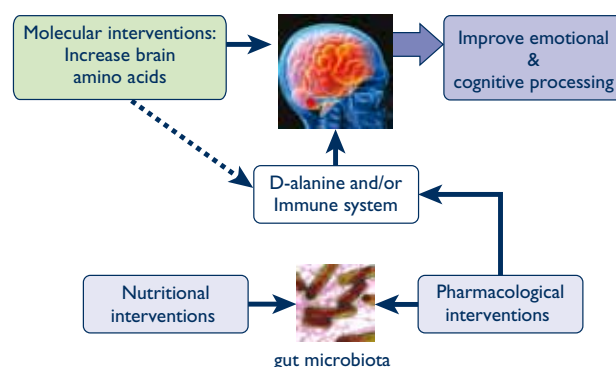 Molecular interventions:
Increase brain
amino acids
Improve emotional
&
cognitive processing
D-alanine and/or
Immune system
Nutritional
interventions
Pharmacological
interventions
gut microbiota